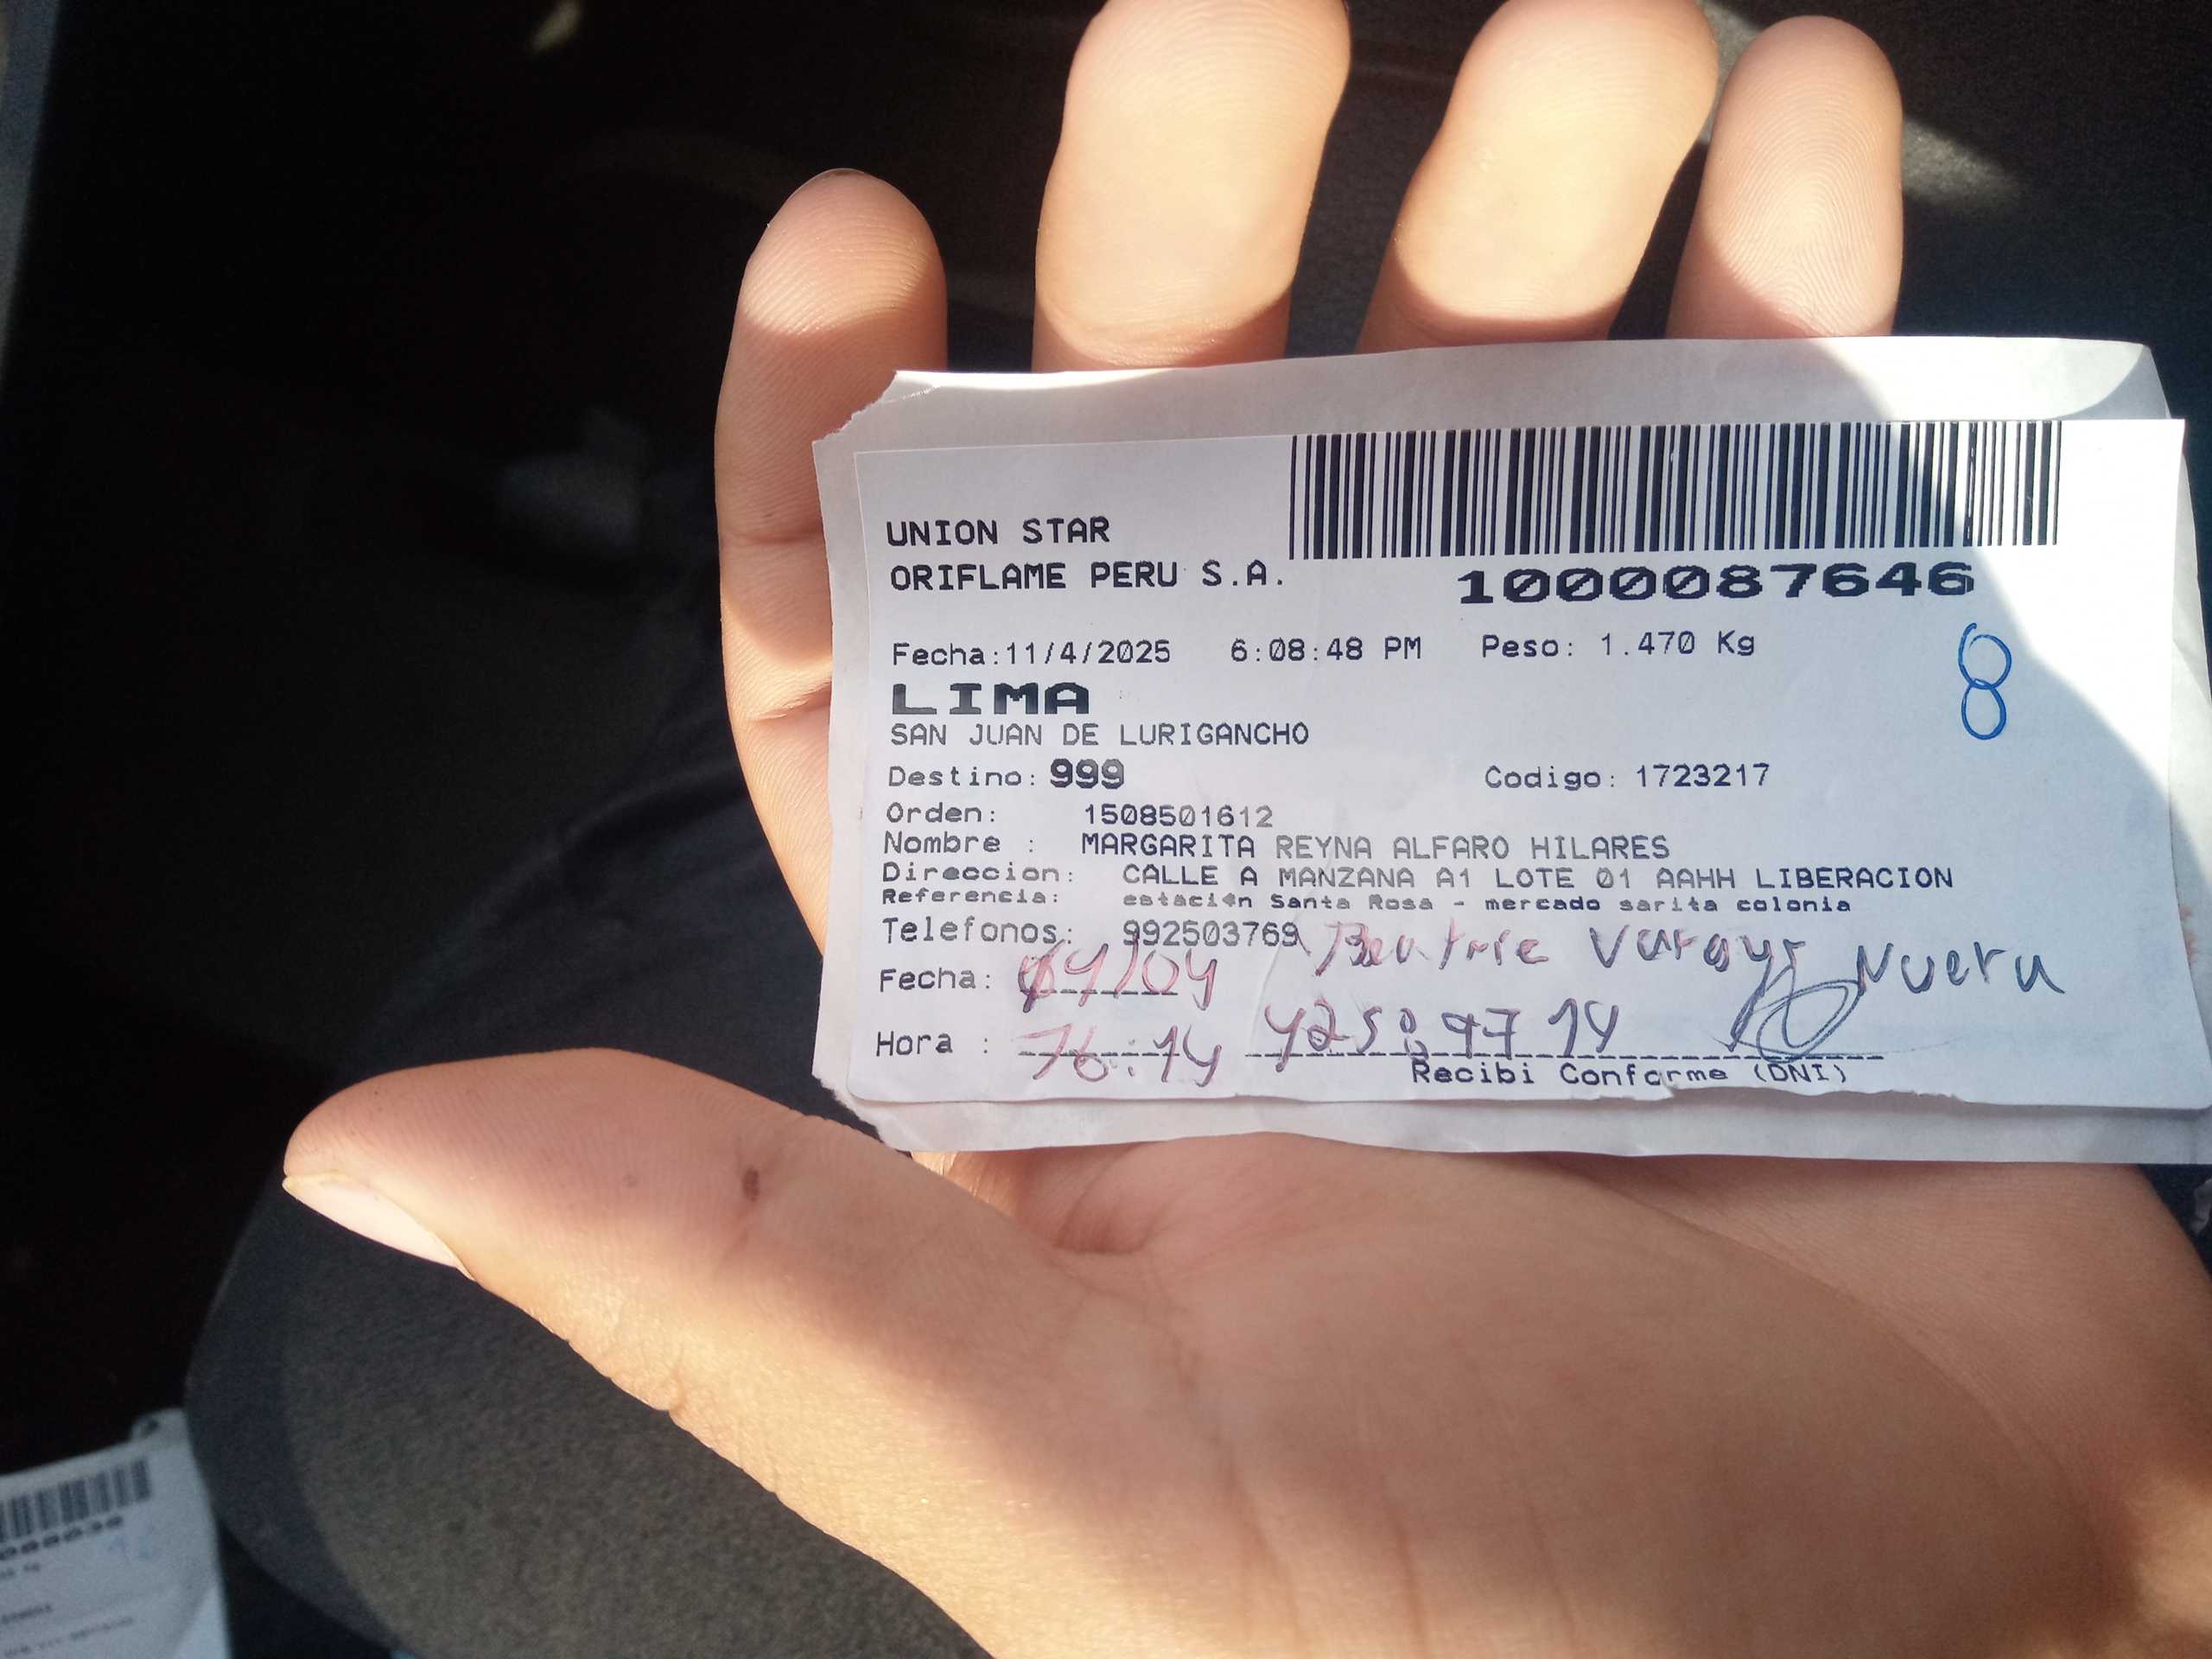 UNION STAR
ORIFLAME PERU S.A.
1000087646
Fecha:11/4/2025 6:08:48 PM Peso: 1.470 Kg
8
LIMA
SAN JUAN DE LURIGANCHO
Destino: 999 Codigo: 1723217
Orden: 1508501612
Nombre : MARGARITA REYNA ALFARO HILARES
Direccion: CALLE A MANZANA A1 LOTE 01 AAHH LIBERACION
Referencia: estaci4n Santa Rosa - mercado sarita colonia
Telefonos: 992503769
Nuera
Fecha:
Hora :
Recibi Conforme (DNI)